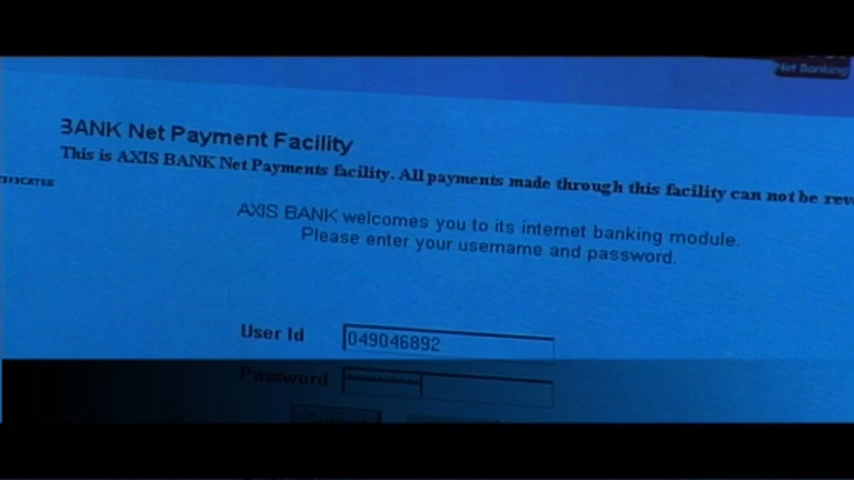 Net Banking
BANK Net Payment Facility
This is AXIS BANK Net Payments facility. All payments made through this facility can not be rev
TIFICATES
AXIS BANK welcomes you to its internet banking module.
Please enter your username and password.
User Id 049046892
Password